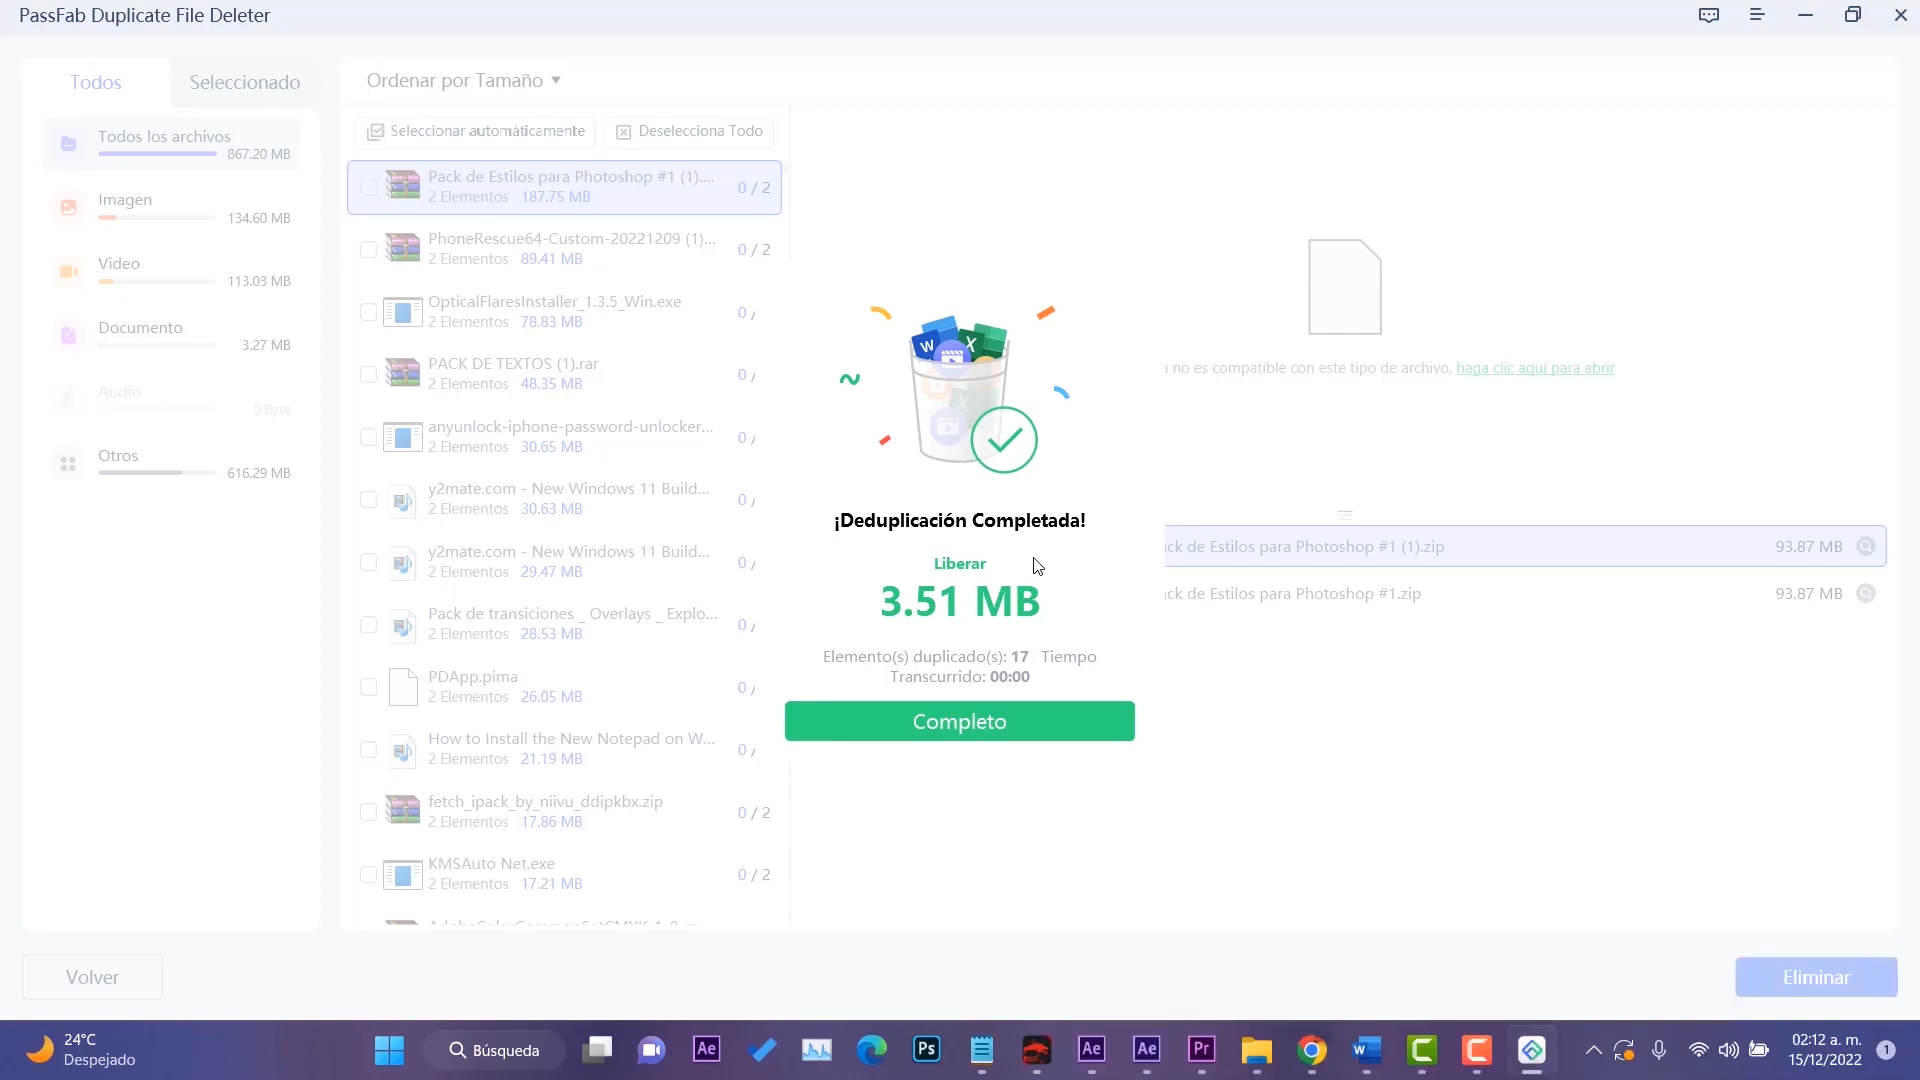 PassFab Duplicate File Deleter
Todos
Seleccionado
Todos los archivos
867.20 MB
Imagen
134.60 MB
Video
113.03 MB
Documento
3.27 MB
Audio
0 Byte
Otros
616.29 MB
Ordenar por Tamaño
Seleccionar automáticamente
Deselecciona Todo
Pack de Estilos para Photoshop #1 (1)....
2 Elementos 187.75 MB
0 / 2
PhoneRescue64-Custom-20221209 (1)...
2 Elementos 89.41 MB
0 / 2
OpticalFlaresInstaller_1.3.5_Win.exe
2 Elementos 78.83 MB
0 /
PACK DE TEXTOS (1).rar
2 Elementos 48.35 MB
0 /
anyunlock-iphone-password-unlocker...
2 Elementos 30.65 MB
0 /
y2mate.com - New Windows 11 Build...
2 Elementos 30.63 MB
0 /
y2mate.com - New Windows 11 Build...
2 Elementos 29.47 MB
0 /
Pack de transiciones _ Overlays _ Explo...
2 Elementos 28.53 MB
0 /
PDApp.pima
2 Elementos 26.05 MB
0 /
How to Install the New Notepad on W...
2 Elementos 21.19 MB
0 /
fetch_ipack_by_niivu_ddipkbx.zip
2 Elementos 17.86 MB
0 / 2
KMSAuto Net.exe
2 Elementos 17.21 MB
0 / 2
¡Deduplicación Completada!
Liberar
3.51 MB
Elemento(s) duplicado(s): 17 Tiempo
Transcurrido: 00:00
Completo
no es compatible con este tipo de archivo, haga clic aquí para abrir
ck de Estilos para Photoshop #1 (1).zip
93.87 MB
ck de Estilos para Photoshop #1.zip
93.87 MB
Volver
Eliminar
24°C
Despejado
Búsqueda
02:12 a. m.
15/12/2022
1